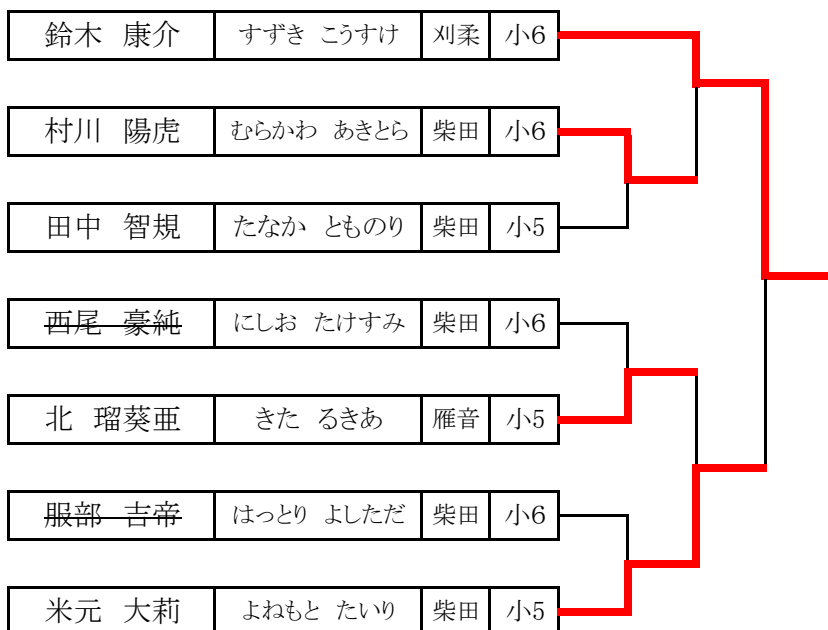 鈴木 康介 すずき こうすけ 刈柔 小6
村川 陽虎 むらかわ あきとら 柴田 小6
田中 智規 たなか とものり 柴田 小5
西尾 豪純 にしお たけすみ 柴田 小6
北 瑠葵亜 きた るきあ 雁音 小5
服部 吉帝 はっとり よしただ 柴田 小6
米元 大莉 よねもと たいり 柴田 小5